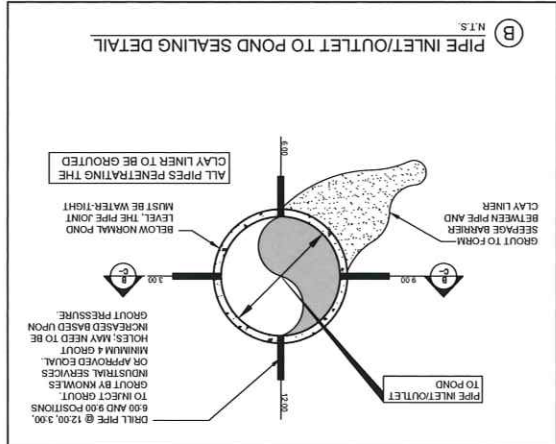 12.00
DRILL PIPE @ 12:00, 3:00,
6:00 AND 9:00 POSITIONS
TO INJECT GROUT.
GROUT BY KNOWLES
INDUSTRIAL SERVICES
OR APPROVED EQUAL.
MINIMUM 4 GROUT
HOLES; MAY NEED TO BE
INCREASED BASED UPON
GROUT PRESSURE.
PIPE INLET/OUTLET
TO POND
B
C-
9.00
3.00
B
C-
GROUT TO FORM
SEEPAGE BARRIER
BETWEEN PIPE AND
CLAY LINER
BELOW NORMAL POND
LEVEL, THE PIPE JOINT
MUST BE WATER-TIGHT
6.00
ALL PIPES PENETRATING THE
CLAY LINER TO BE GROUTED
B
PIPE INLET/OUTLET TO POND SEALING DETAIL
N.T.S.